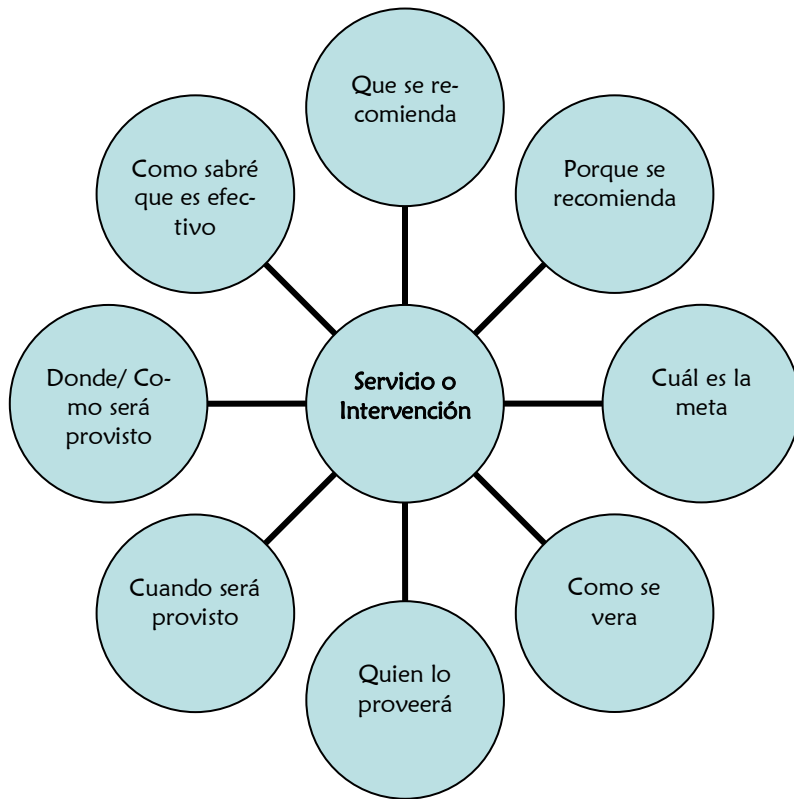 Que se re-
comienda
Como sabré
que es efec-
tivo
Porque se
recomienda
Donde/ Co-
mo será
provisto
Servicio o
Intervención
Cuál es la
meta
Cuando será
provisto
Como se
vera
Quien lo
proveerá